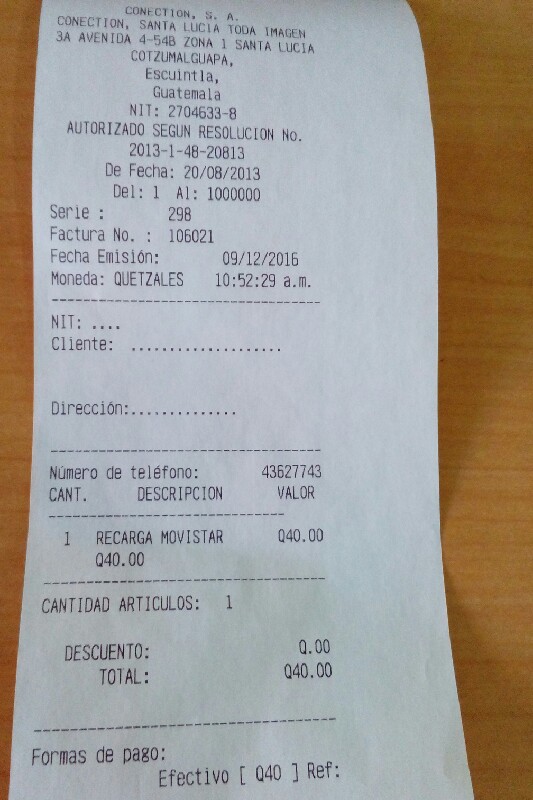 CONECTION, S. A.
CONECTION, SANTA LUCIA TODA IMAGEN
3A AVENIDA 4-54B ZONA 1 SANTA LUCIA
COTZUMALGUAPA,
Escuintla,
Guatemala
NIT: 2704633-8
AUTORIZADO SEGUN RESOLUCION No.
2013-1-48-20813
De Fecha: 20/08/2013
Del: 1 Al: 1000000
Serie : 298
Factura No. : 106021
Fecha Emisión: 09/12/2016
Moneda: QUETZALES 10:52:29 a.m.
--------------------------------
NIT: ....
Cliente: ....................
Dirección:..............
--------------------------------
Número de teléfono: 43627743
CANT. DESCRIPCION VALOR
----------------------------
1 RECARGA MOVISTAR Q40.00
Q40.00
--------------------------------
CANTIDAD ARTICULOS: 1
DESCUENTO: Q.00
TOTAL: Q40.00
--------------------------------
Formas de pago:
Efectivo [ Q40 ] Ref: